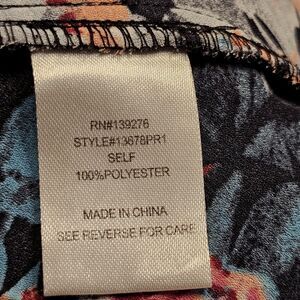 RN#139276
STYLE#13678PR1
SELF
100%POLYESTER
MADE IN CHINA
SEE REVERSE FOR CARE